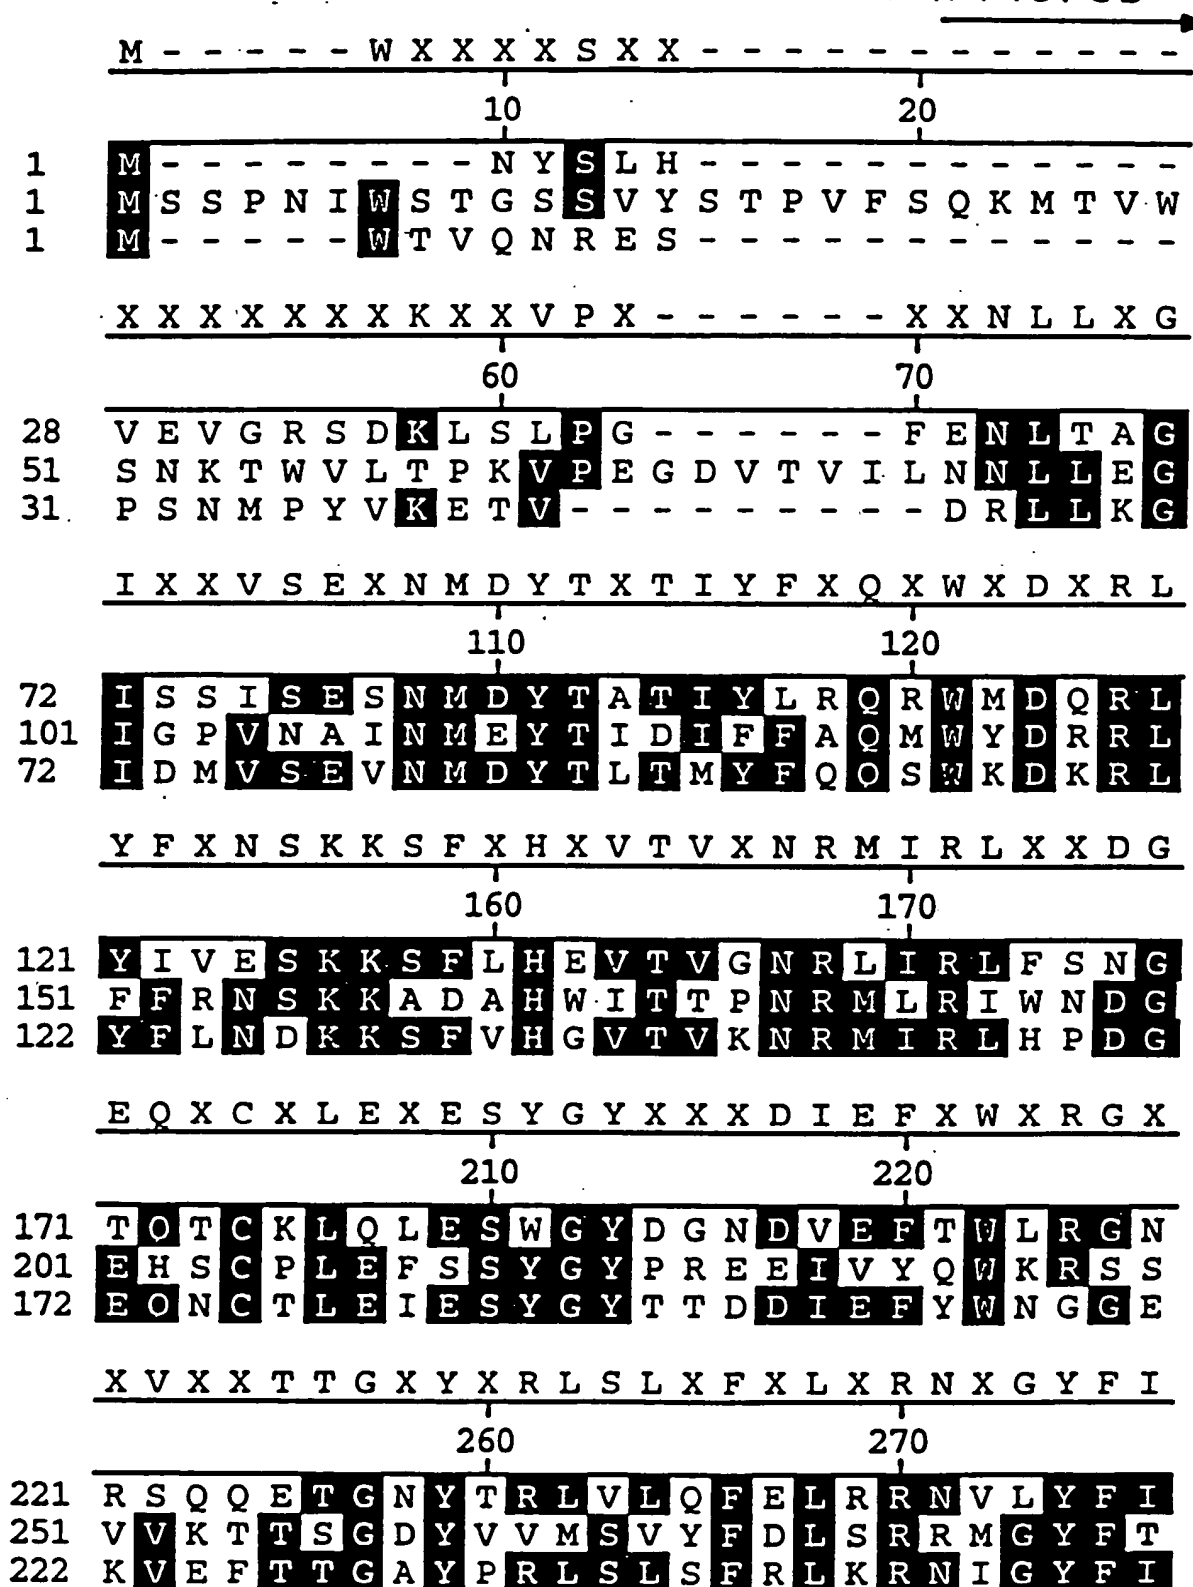 M - - - - - W X X X X S X X - - - - - - - - - - - -
10 20
1 M - - - - - - - - N Y S L H - - - - - - - - - - - -
1 M S S P N I W S T G S S V Y S T P V F S Q K M T V W
1 M - - - - - W T V Q N R E S - - - - - - - - - - - -
X X X X X X X K X X V P X - - - - - - X X N L L X G
60 70
28 V E V G R S D K L S L P G - - - - - - F E N L T A G
51 S N K T W V L T P K V P E G D V T V I L N N L L E G
31 P S N M P Y V K E T V - - - - - - - - - D R L L K G
I X X V S E X N M D Y T X T I Y F X Q X W X D X R L
110 120
72 I S S I S E S N M D Y T A T I Y L R Q R W M D Q R L
101 I G P V N A I N M E Y T I D I F F A Q M W Y D R R L
72 I D M V S E V N M D Y T L T M Y F Q Q S W K D K R L
Y F X N S K K S F X H X V T V X N R M I R L X X D G
160 170
121 Y I V E S K K S F L H E V T V G N R L I R L F S N G
151 F F R N S K K A D A H W I T T P N R M L R I W N D G
122 Y F L N D K K S F V H G V T V K N R M I R L H P D G
E Q X C X L E X E S Y G Y X X X D I E F X W X R G X
210 220
171 T Q T C K L Q L E S W G Y D G N D V E F T W L R G N
201 E H S C P L E F S S Y G Y P R E E I V Y Q W K R S S
172 E Q N C T L E I E S Y G Y T T D D I E F Y W N G G E
X V X X T T G X Y X R L S L X F X L X R N X G Y F I
260 270
221 R S Q Q E T G N Y T R L V L Q F E L R R N V L Y F I
251 V V K T T S G D Y V V M S V Y F D L S R R M G Y F T
222 K V E F T T G A Y P R L S L S F R L K R N I G Y F I